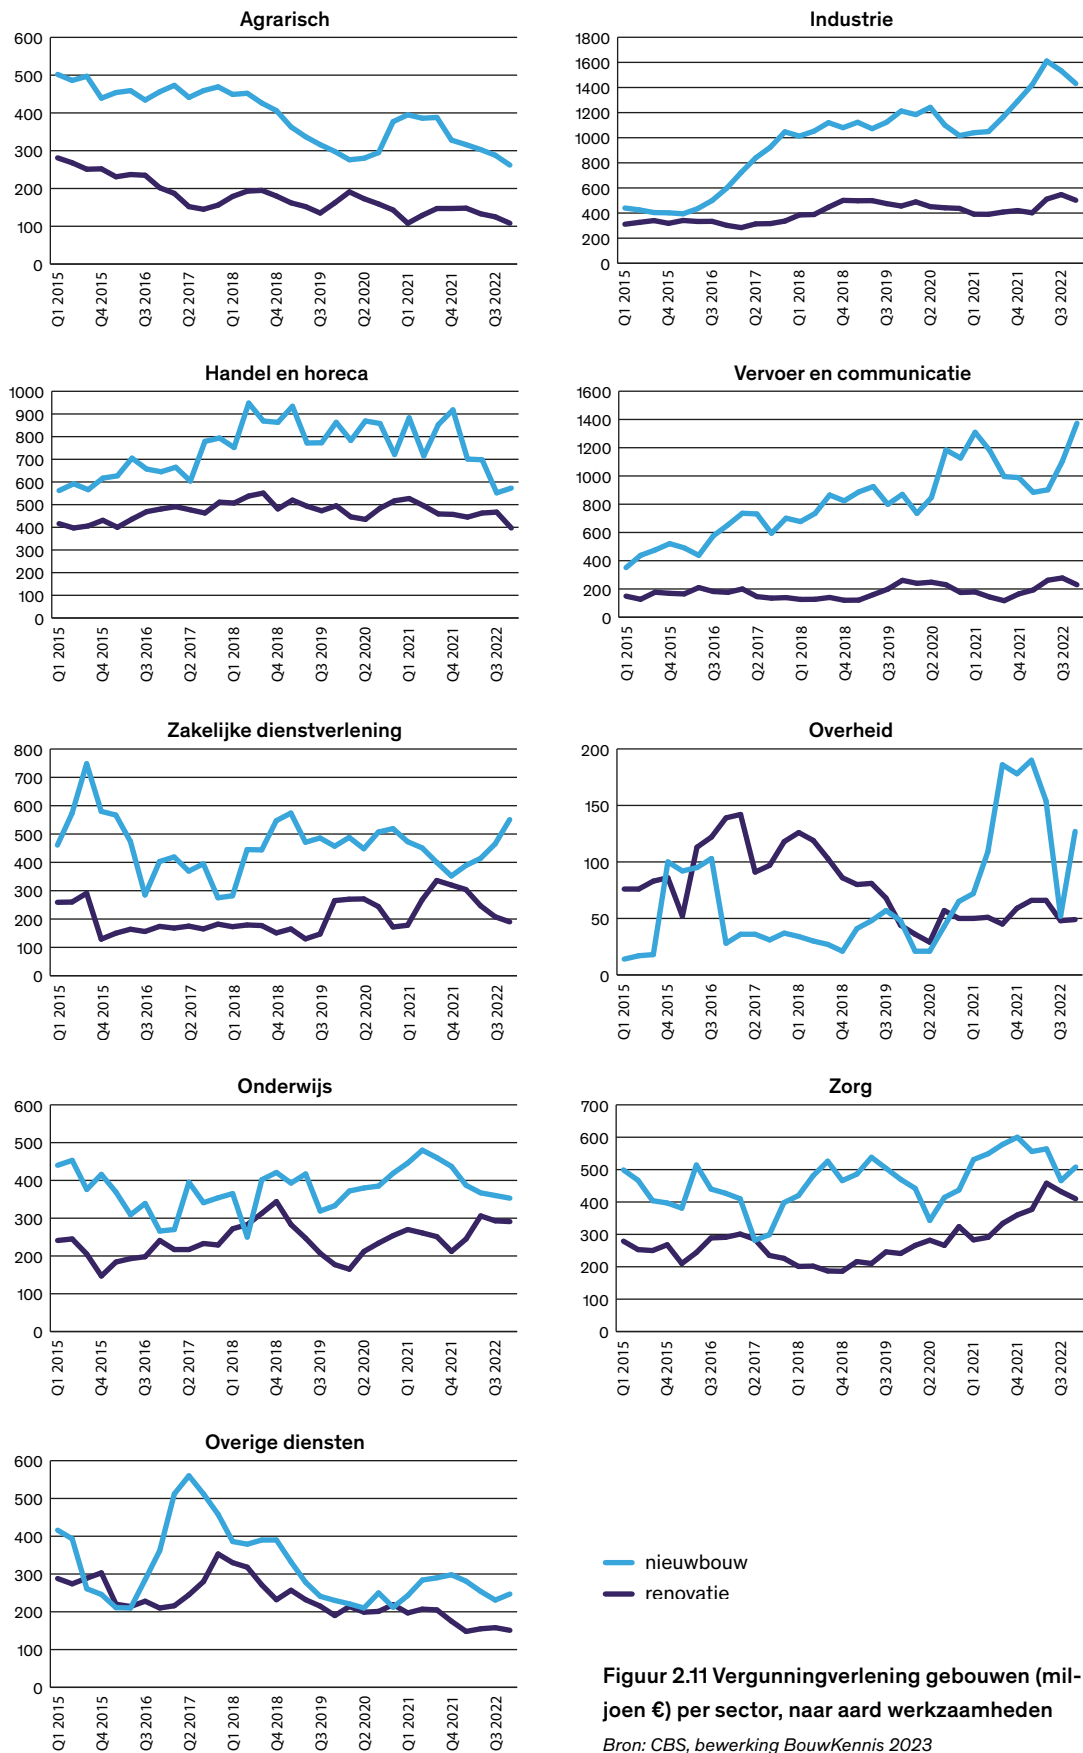 Agrarisch
600
500
400
300
200
100
0
Q1 2015
Q4 2015
Q3 2016
Q2 2017
Q1 2018
Q4 2018
Q3 2019
Q2 2020
Q1 2021
Q4 2021
Q3 2022
Industrie
1800
1600
1400
1200
1000
800
600
400
200
0
Q1 2015
Q4 2015
Q3 2016
Q2 2017
Q1 2018
Q4 2018
Q3 2019
Q2 2020
Q1 2021
Q4 2021
Q3 2022
Handel en horeca
1000
900
800
700
600
500
400
300
200
100
0
Q1 2015
Q4 2015
Q3 2016
Q2 2017
Q1 2018
Q4 2018
Q3 2019
Q2 2020
Q1 2021
Q4 2021
Q3 2022
Vervoer en communicatie
1600
1400
1200
1000
800
600
400
200
0
Q1 2015
Q4 2015
Q3 2016
Q2 2017
Q1 2018
Q4 2018
Q3 2019
Q2 2020
Q1 2021
Q4 2021
Q3 2022
Zakelijke dienstverlening
800
700
600
500
400
300
200
100
0
Q1 2015
Q4 2015
Q3 2016
Q2 2017
Q1 2018
Q4 2018
Q3 2019
Q2 2020
Q1 2021
Q4 2021
Q3 2022
Overheid
200
150
100
50
0
Q1 2015
Q4 2015
Q3 2016
Q2 2017
Q1 2018
Q4 2018
Q3 2019
Q2 2020
Q1 2021
Q4 2021
Q3 2022
Onderwijs
600
500
400
300
200
100
0
Q1 2015
Q4 2015
Q3 2016
Q2 2017
Q1 2018
Q4 2018
Q3 2019
Q2 2020
Q1 2021
Q4 2021
Q3 2022
Zorg
700
600
500
400
300
200
100
0
Q1 2015
Q4 2015
Q3 2016
Q2 2017
Q1 2018
Q4 2018
Q3 2019
Q2 2020
Q1 2021
Q4 2021
Q3 2022
Overige diensten
600
500
400
300
200
100
0
Q1 2015
Q4 2015
Q3 2016
Q2 2017
Q1 2018
Q4 2018
Q3 2019
Q2 2020
Q1 2021
Q4 2021
Q3 2022
nieuwbouw
renovatie
Figuur 2.11 Vergunningverlening gebouwen (mil-
joen €) per sector, naar aard werkzaamheden
Bron: CBS, bewerking BouwKennis 2023